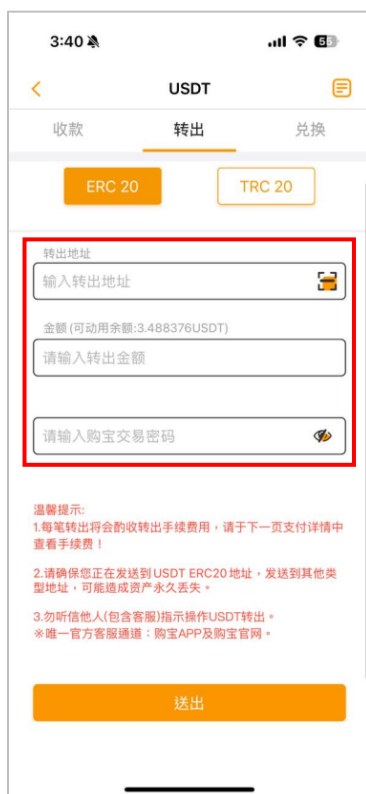 3:40
55
USDT
收款
转出
兑换
ERC 20
TRC 20
转出地址
输入转出地址
金额 (可动用余额:3.488376USDT)
请输入转出金额
请输入购宝交易密码
温馨提示:
1.每笔转出将会酌收转出手续费用，请于下一页支付详情中
查看手续费！
2.请确保您正在发送到 USDT ERC20 地址，发送到其他类
型地址，可能造成资产永久丢失。
3.勿听信他人(包含客服)指示操作USDT转出。
※唯一官方客服通道：购宝APP及购宝官网。
送出